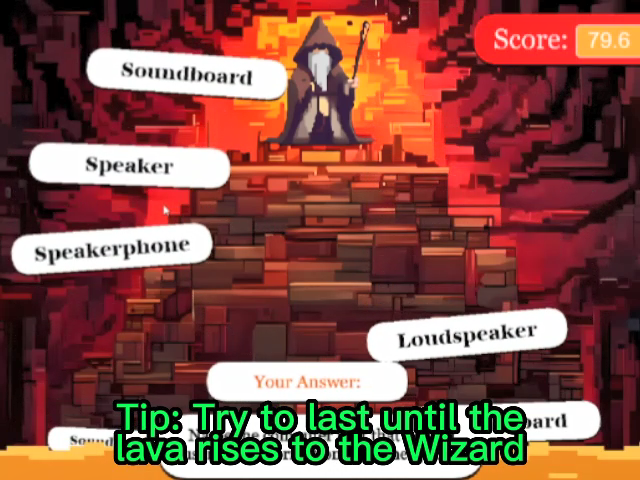 Score: 79.6
Soundboard
Speaker
Speakerphone
Loudspeaker
Your Answer:
Tip: Try to last until the
lava rises to the Wizard